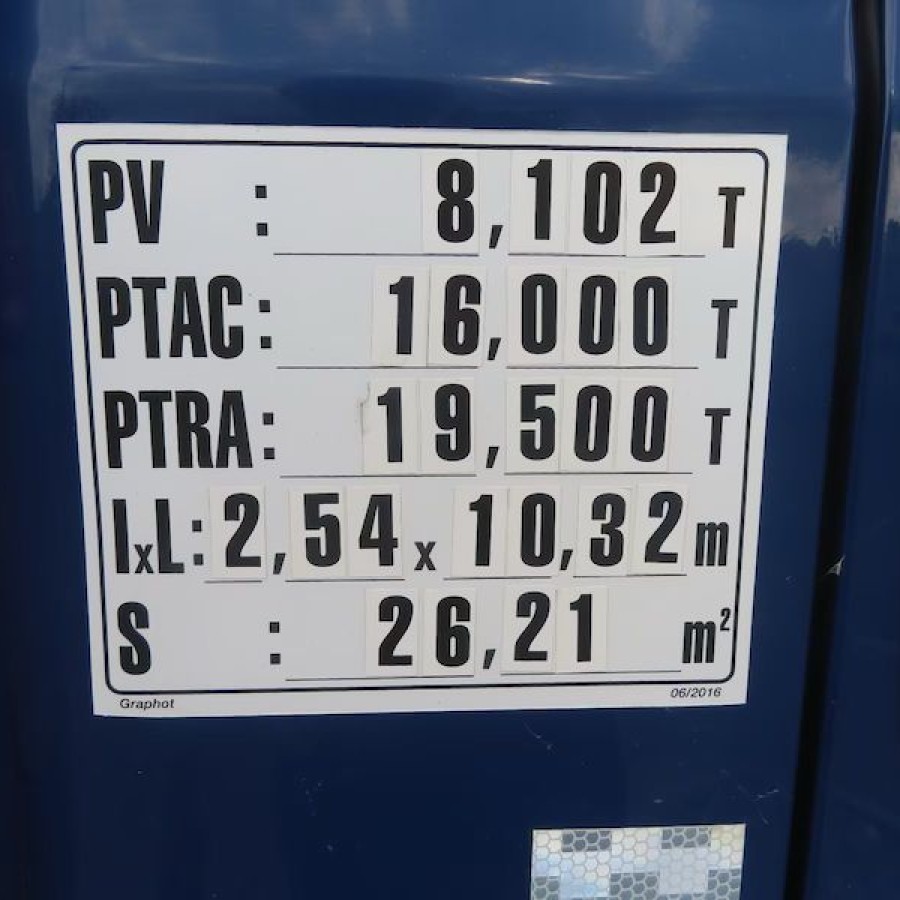 PV : 8,102 T
PTAC : 16,000 T
PTRA : 19,500 T
lxL : 2,54 x 10,32 m
S : 26,21 m²
Graphot 06/2016